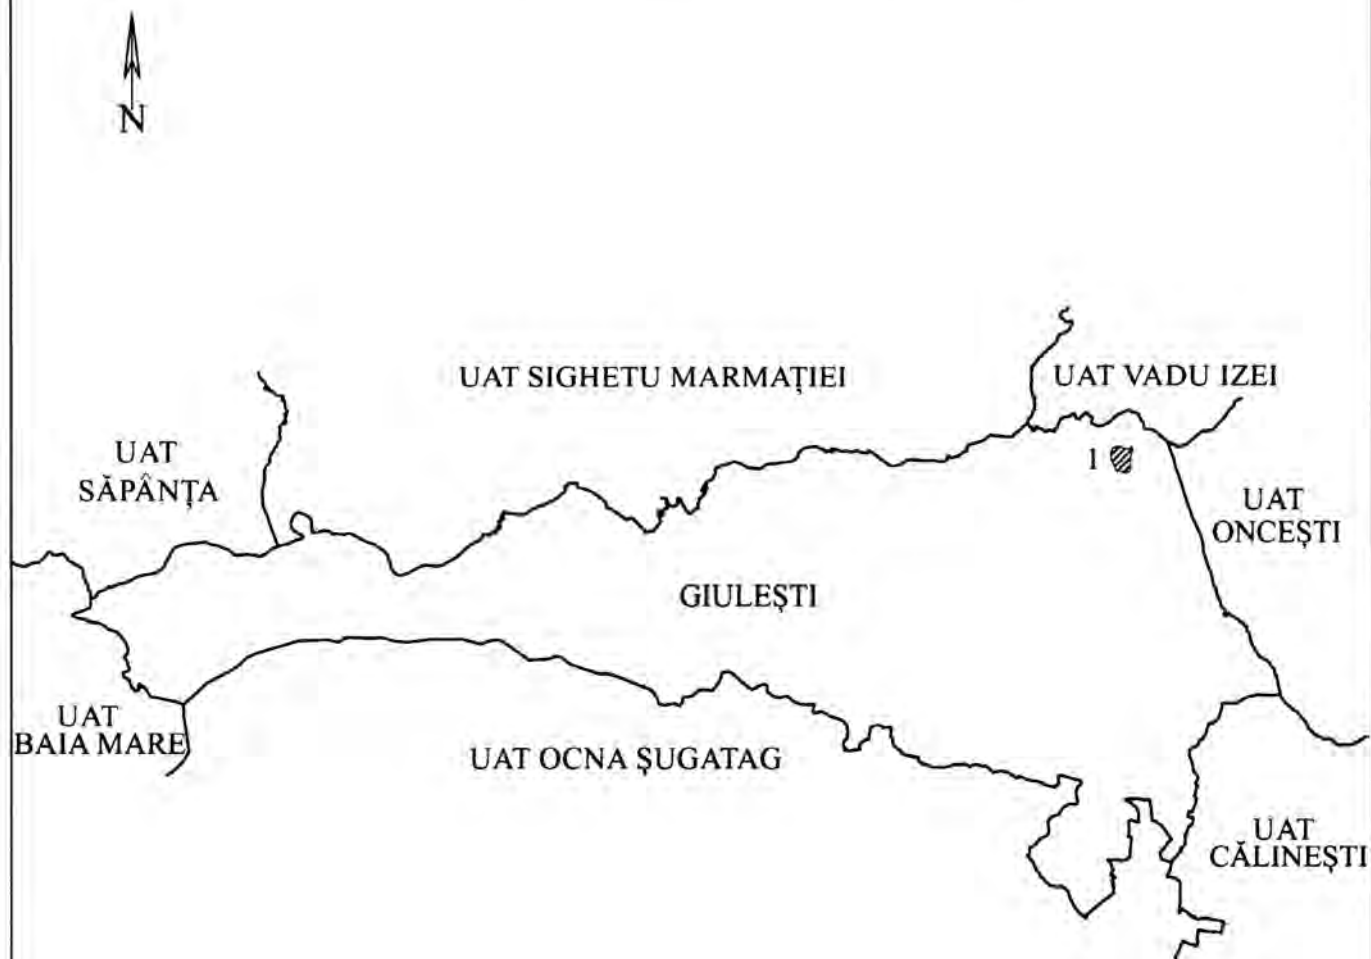 N
UAT SIGHETU MARMAȚIEI
UAT VADU IZEI
UAT
SĂPÂNȚA
1
UAT
ONCEȘTI
GIULEȘTI
UAT
BAIA MARE
UAT OCNA ȘUGATAG
UAT
CĂLINEȘTI